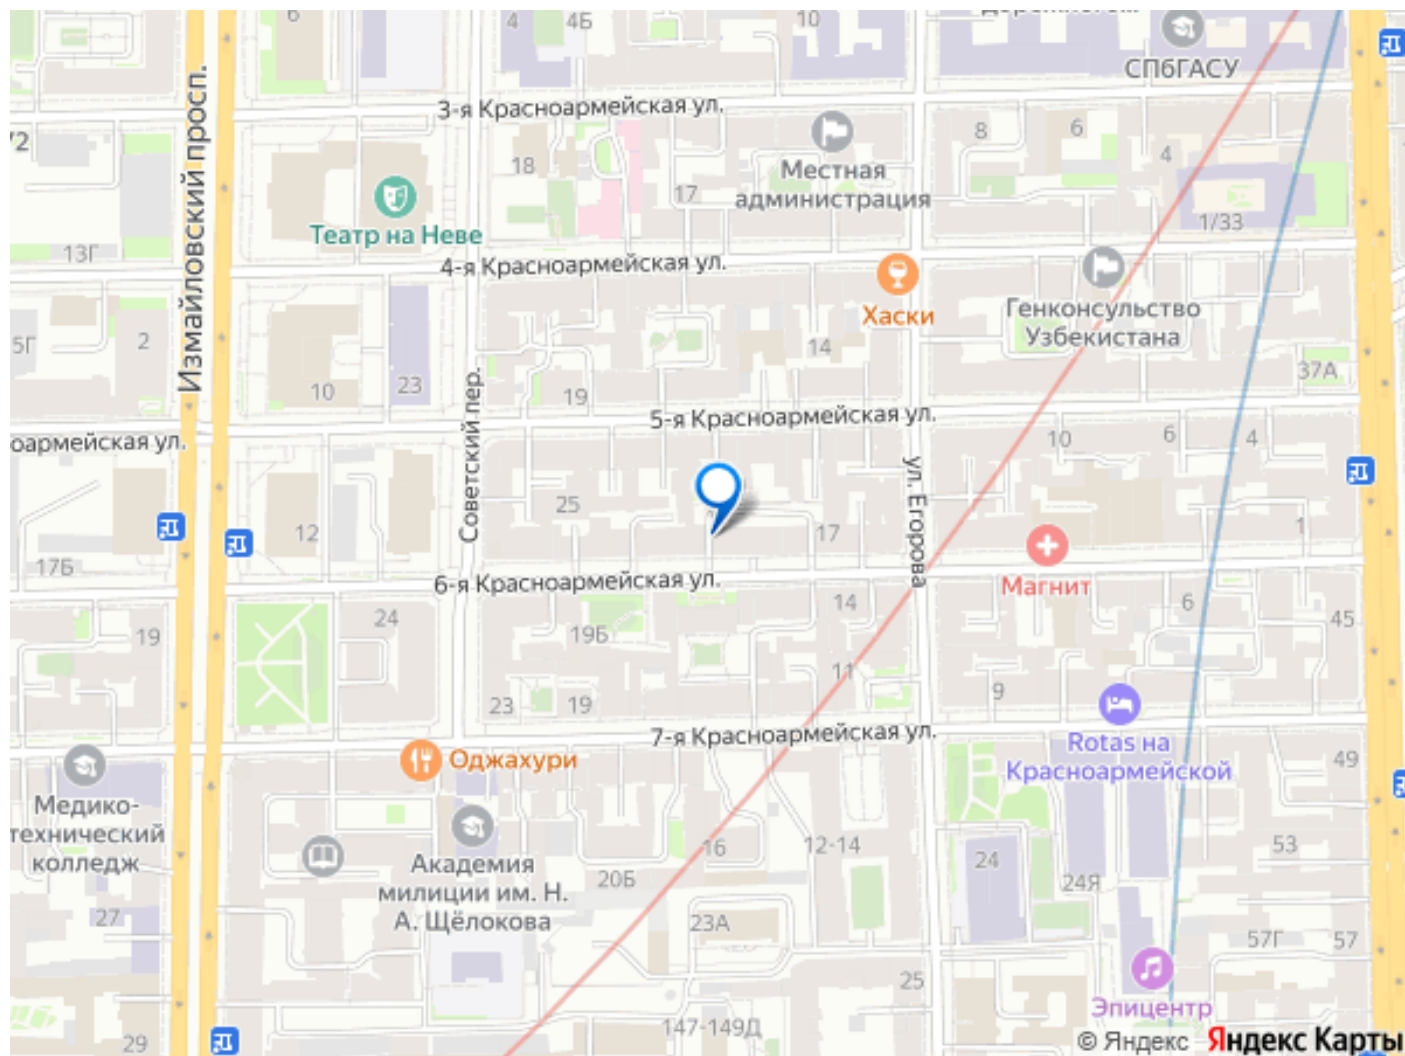 6
4
4Б
10
СПбГАСУ
3-я Красноармейская ул.
72
Измайловский просп.
18
17
Местная
администрация
8
6
4
1/33
Театр на Неве
13Г
4-я Красноармейская ул.
Хаски
Генконсульство
Узбекистана
5Г
2
10
23
14
19
37А
Советский пер.
5-я Красноармейская ул.
10
6
4
ноармейская ул.
25
12
17
ул. Егорова
1
17Б
6-я Красноармейская ул.
Магнит
24
19
19Б
14
6
45
11
23
19
9
7-я Красноармейская ул.
Rotas на
Красноармейской
49
Оджахури
Медико-
технический
колледж
Академия
милиции им. Н.
А. Щёлокова
20Б
16
12-14
24
24Я
53
27
23А
57Г
57
25
Эпицентр
29
147-149Д
© Яндекс Яндекс Карты